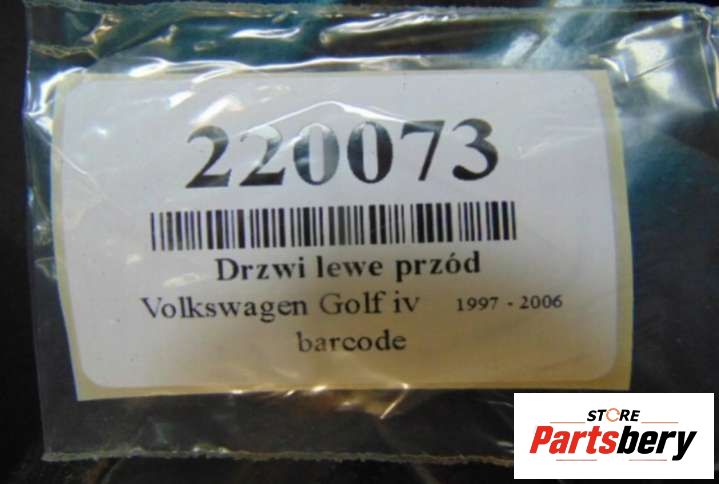 220073
Drzwi lewe przód
Volkswagen Golf iv 1997 - 2006
barcode
STORE
Partsbery